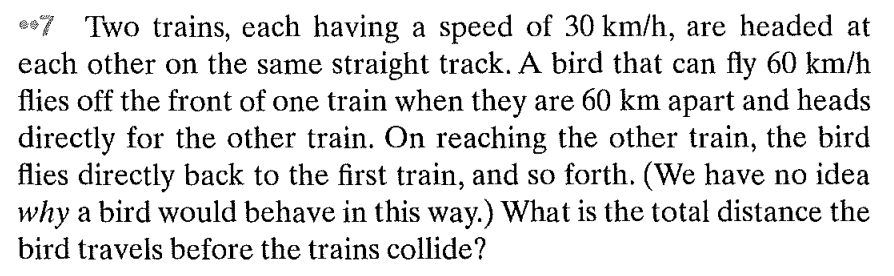 ••7 Two trains, each having a speed of 30 km/h, are headed at
each other on the same straight track. A bird that can fly 60 km/h
flies off the front of one train when they are 60 km apart and heads
directly for the other train. On reaching the other train, the bird
flies directly back to the first train, and so forth. (We have no idea
why a bird would behave in this way.) What is the total distance the
bird travels before the trains collide?